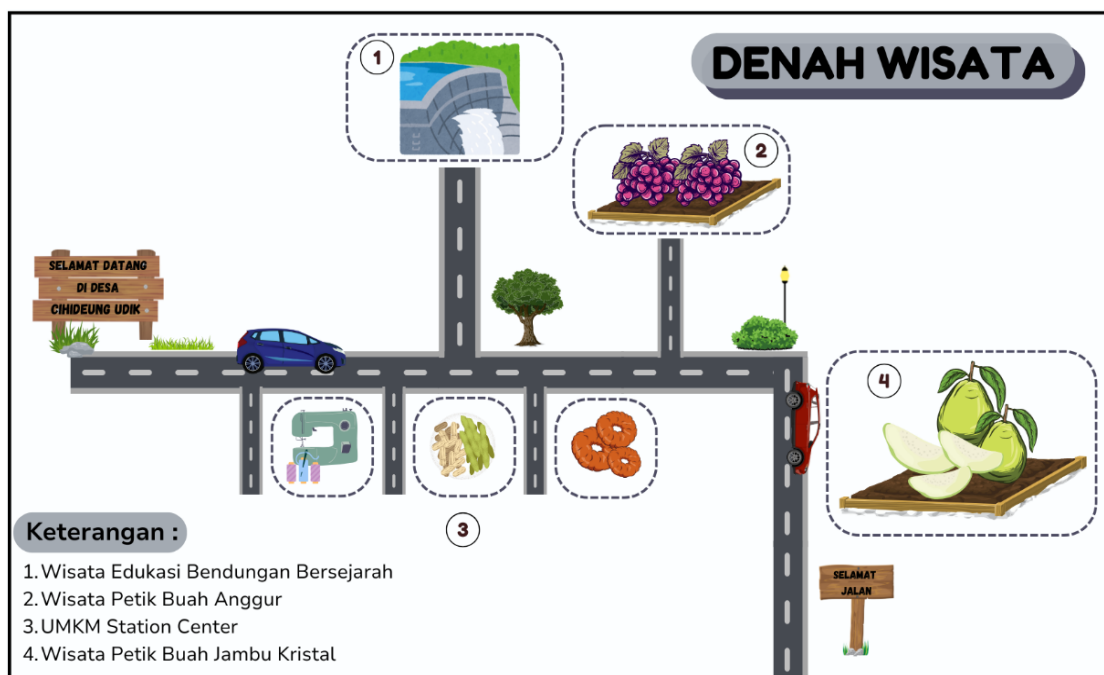 DENAH WISATA
1
2
SELAMAT DATANG
DI DESA
CIHIDEUNG UDIK
4
3
Keterangan :
1. Wisata Edukasi Bendungan Bersejarah
2. Wisata Petik Buah Anggur
3. UMKM Station Center
4. Wisata Petik Buah Jambu Kristal
SELAMAT
JALAN